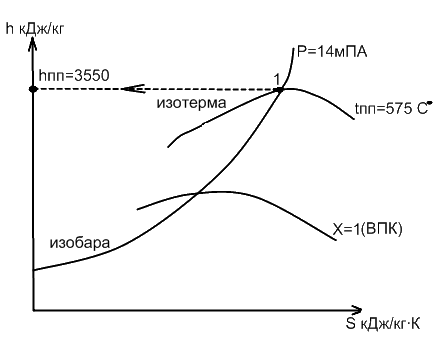 h кДж/кг
P=14мПА
hпп=3550
1
изотерма
tпп=575 C°
изобара
X=1(ВПК)
S кДж/кг·К